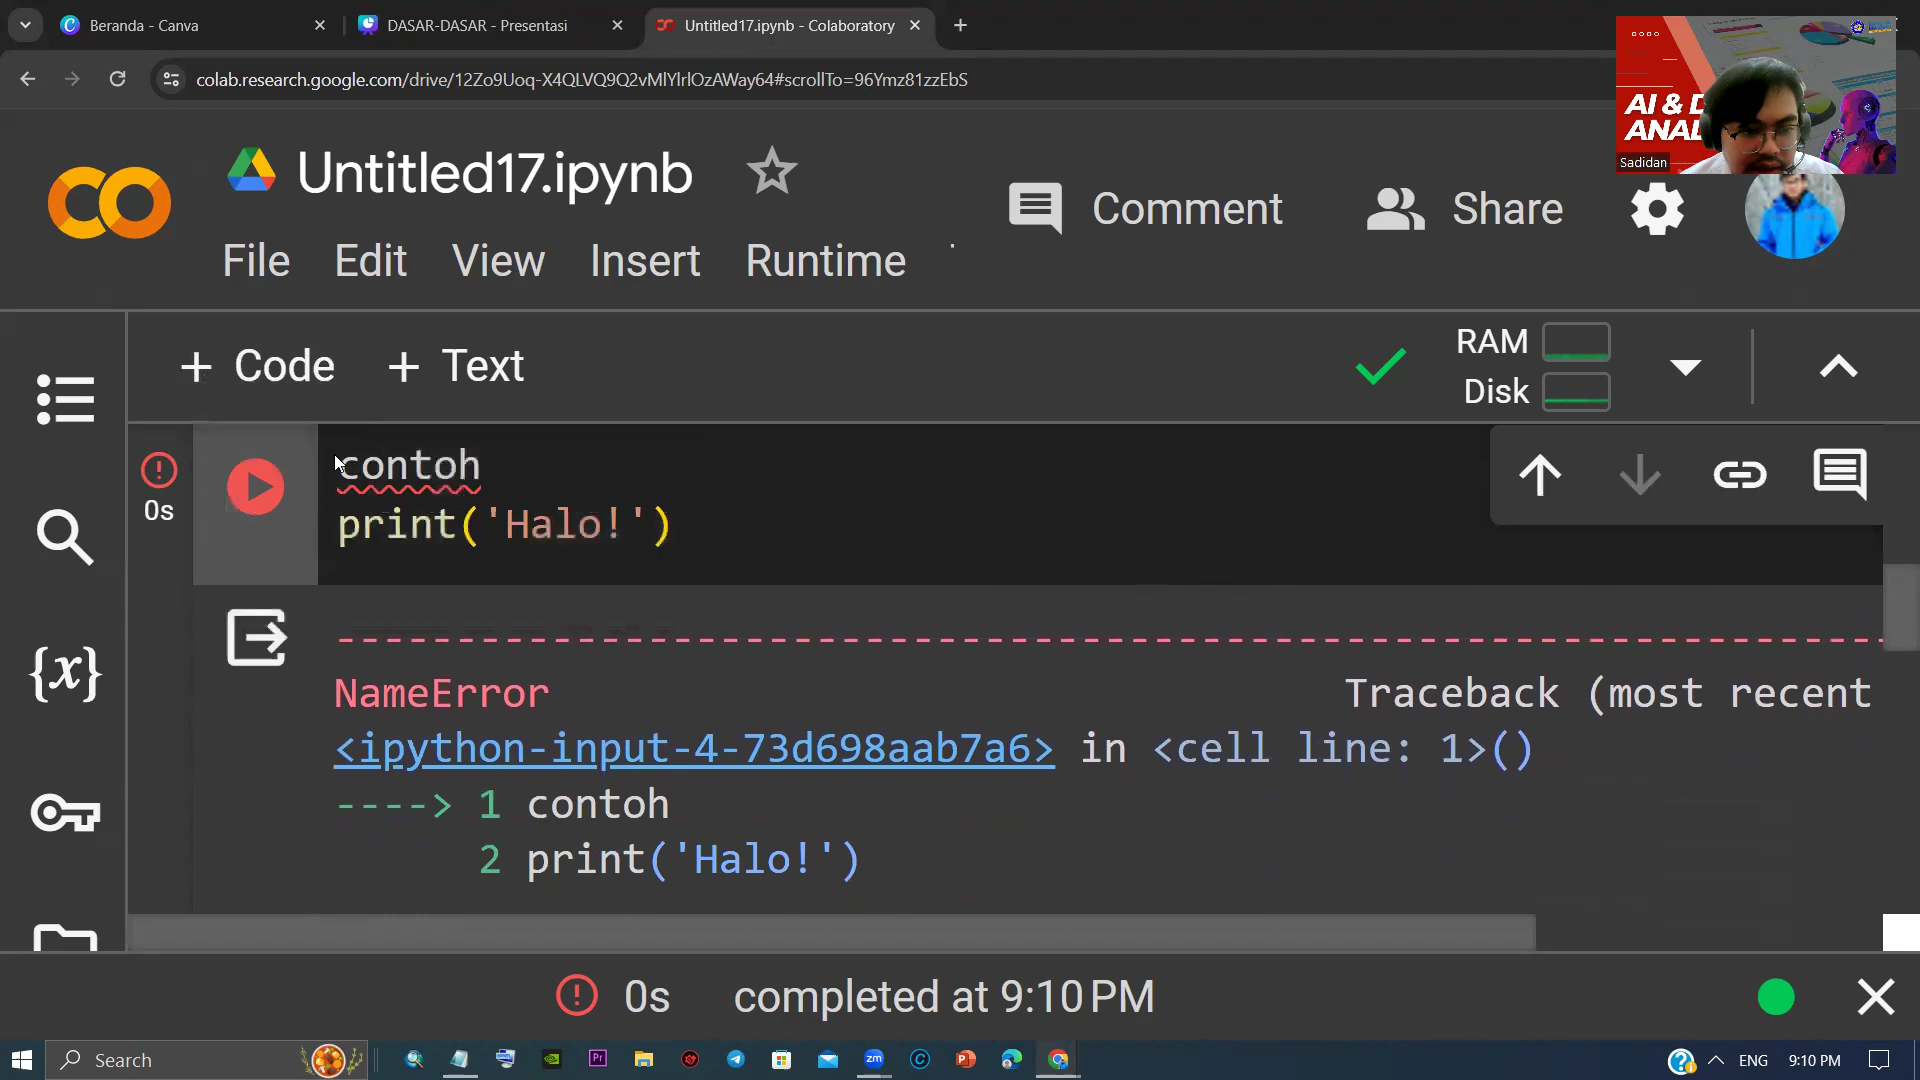 Beranda - Canva
DASAR-DASAR - Presentasi
Untitled17.ipynb - Colaboratory
colab.research.google.com/drive/12Zo9Uoq-X4QLVQ9Q2vMlYlrlOzAWay64#scrollTo=96Ymz81zzEbS
AI & D
ANAL
Sadidan
Untitled17.ipynb
Comment
Share
File Edit View Insert Runtime
+ Code + Text
RAM
Disk
contoh
print('Halo!')
0s
{x}
NameError Traceback (most recent
<ipython-input-4-73d698aab7a6> in <cell line: 1>()
----> 1 contoh
2 print('Halo!')
0s completed at 9:10 PM
Search
Pr
zm
ENG
9:10 PM